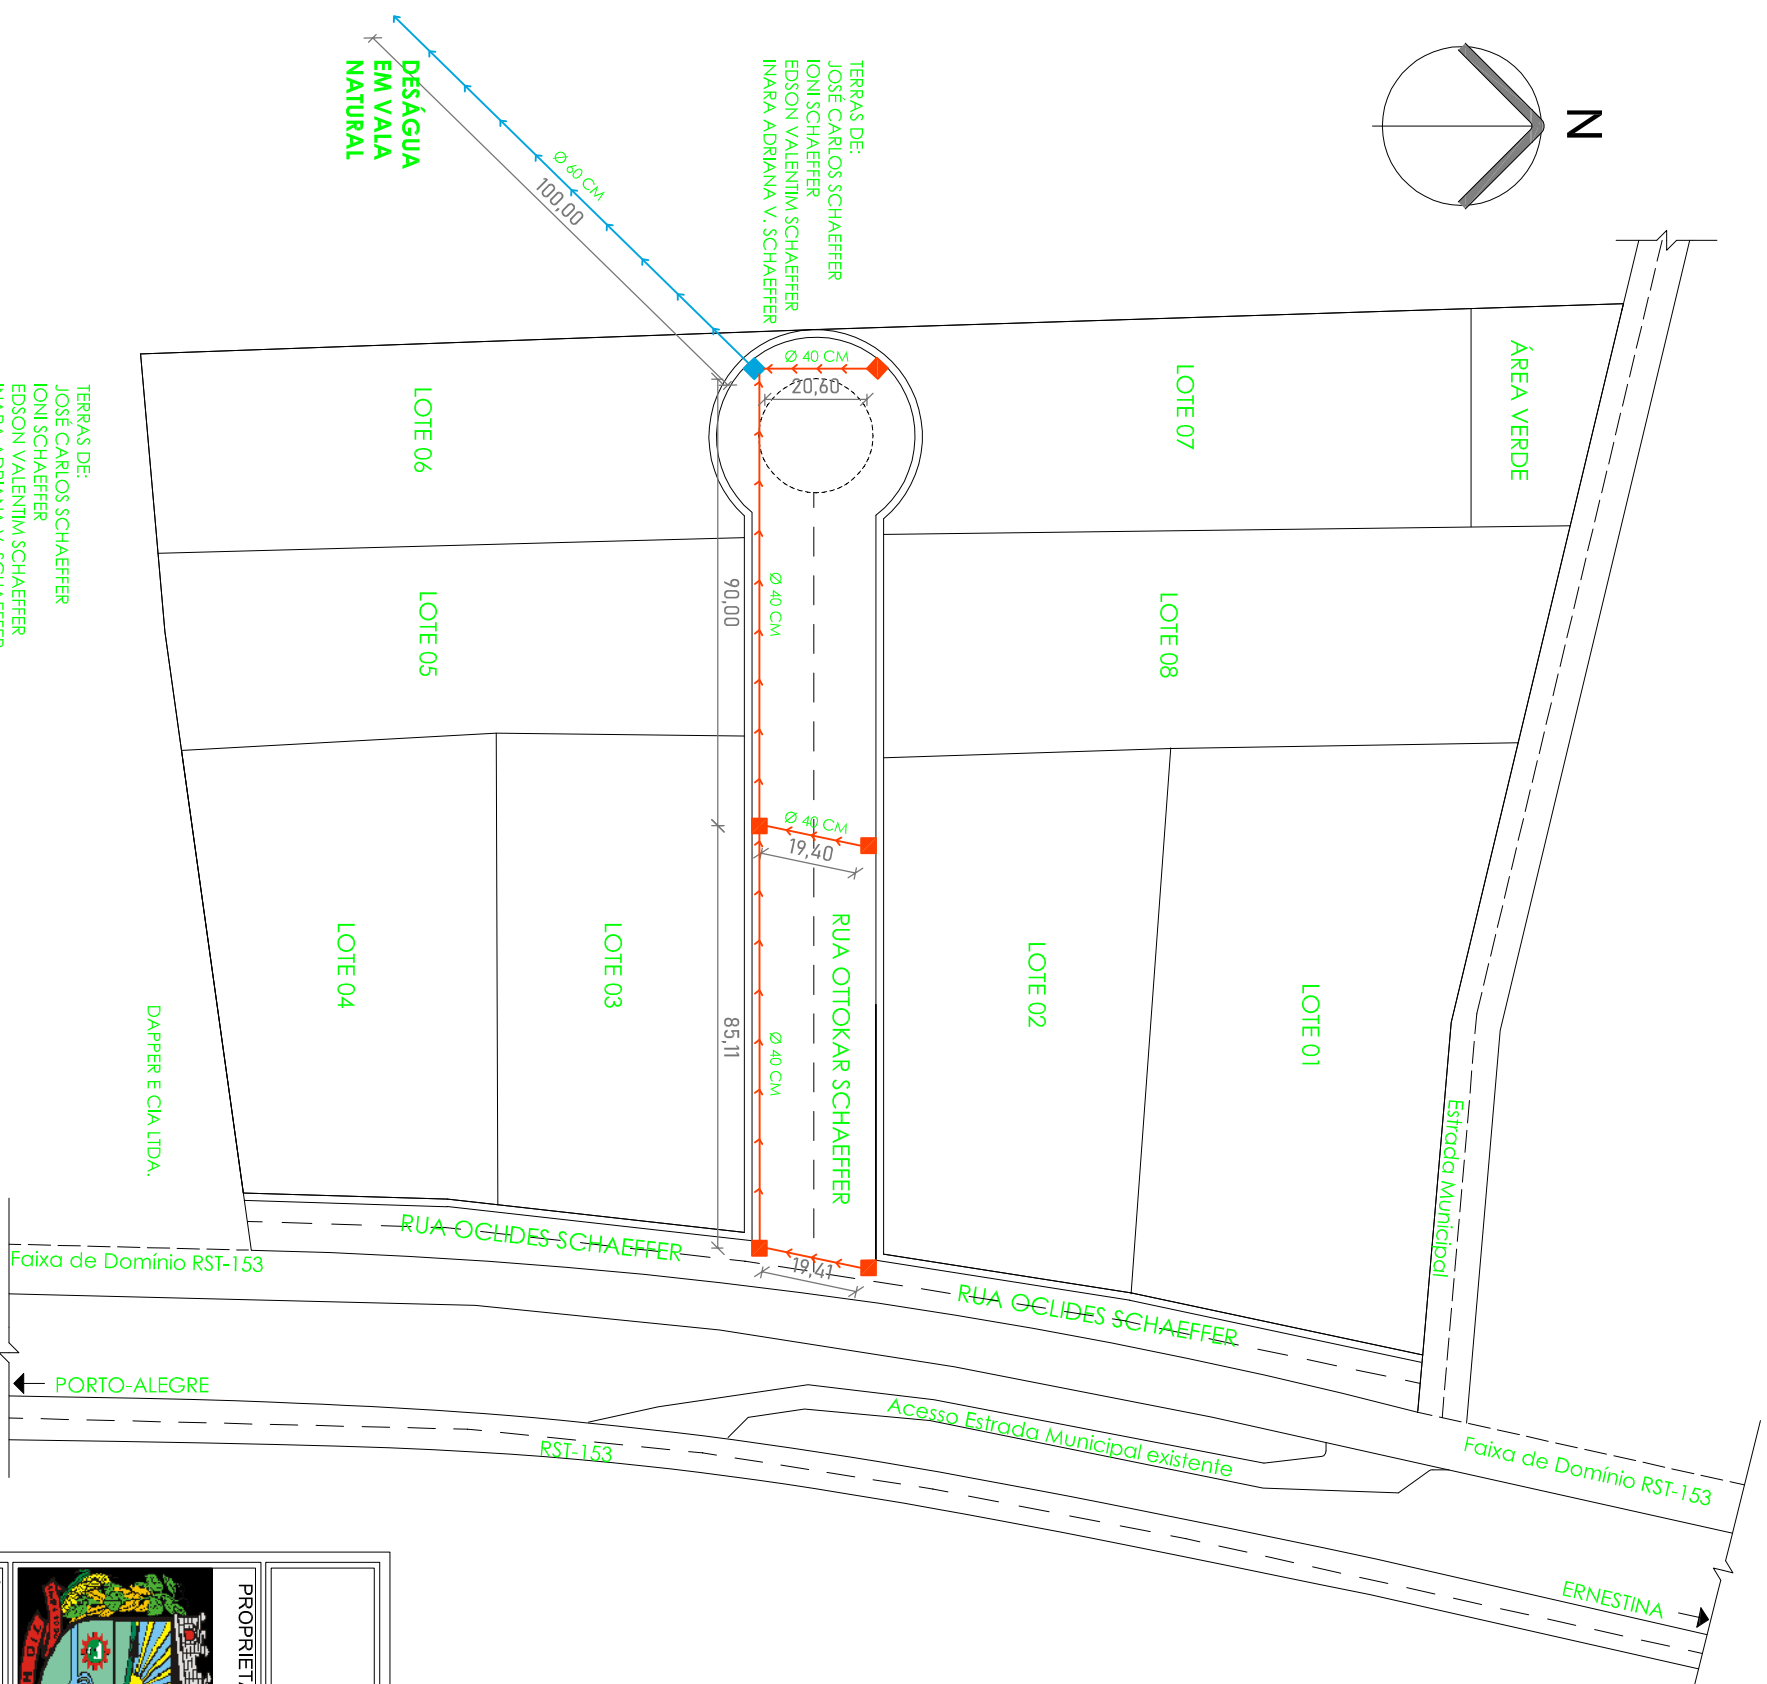 N
DESÁGUA
EM VALA
NATURAL
Ø 60 CM
100,00
TERRAS DE:
JOSÉ CARLOS SCHAEFFER
IONI SCHAEFFER
EDSON VALENTIM SCHAEFFER
INARA ADRIANA V. SCHAEFFER
Ø 40 CM
20,60
LOTE 06
LOTE 07
ÁREA VERDE
TERRAS DE:
JOSÉ CARLOS SCHAEFFER
IONI SCHAEFFER
EDSON VALENTIM SCHAEFFER
LOTE 05
90,00
Ø 40 CM
LOTE 08
Ø 40 CM
19,40
LOTE 04
LOTE 03
85,11
Ø 40 CM
RUA OTTOKAR SCHAEFFER
LOTE 02
LOTE 01
Estrada Municipal
DAPPER E CIA LTDA.
RUA OCLIDES SCHAEFFER
19,41
RUA OCLIDES SCHAEFFER
Faixa de Domínio RST-153
PORTO-ALEGRE
RST-153
Acesso Estrada Municipal existente
Faixa de Domínio RST-153
ERNESTINA